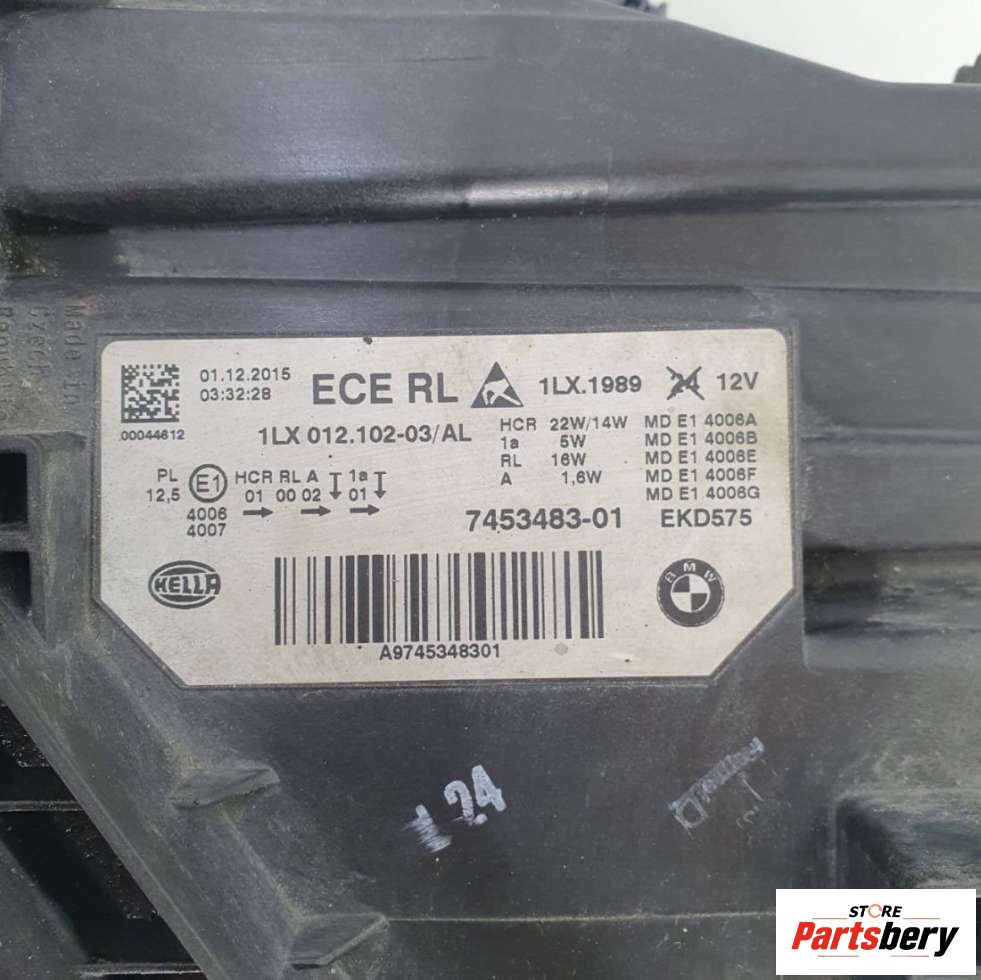 Made In
Czech
01.12.2015
03:32:28
ECE RL
1LX.1989
24 12V
00044612
1LX 012.102-03/AL
HCR 22W/14W MD E1 4006A
1a 5W MD E1 4006B
RL 16W MD E1 4006E
A 1,6W MD E1 4006F
MD E1 4006G
PL
12,5
E1
HCR RL A 1a
01 00 02 01
4006
4007
7453483-01
EKD575
HELLA
BMW
A9745348301
24
STORE
Partsbery